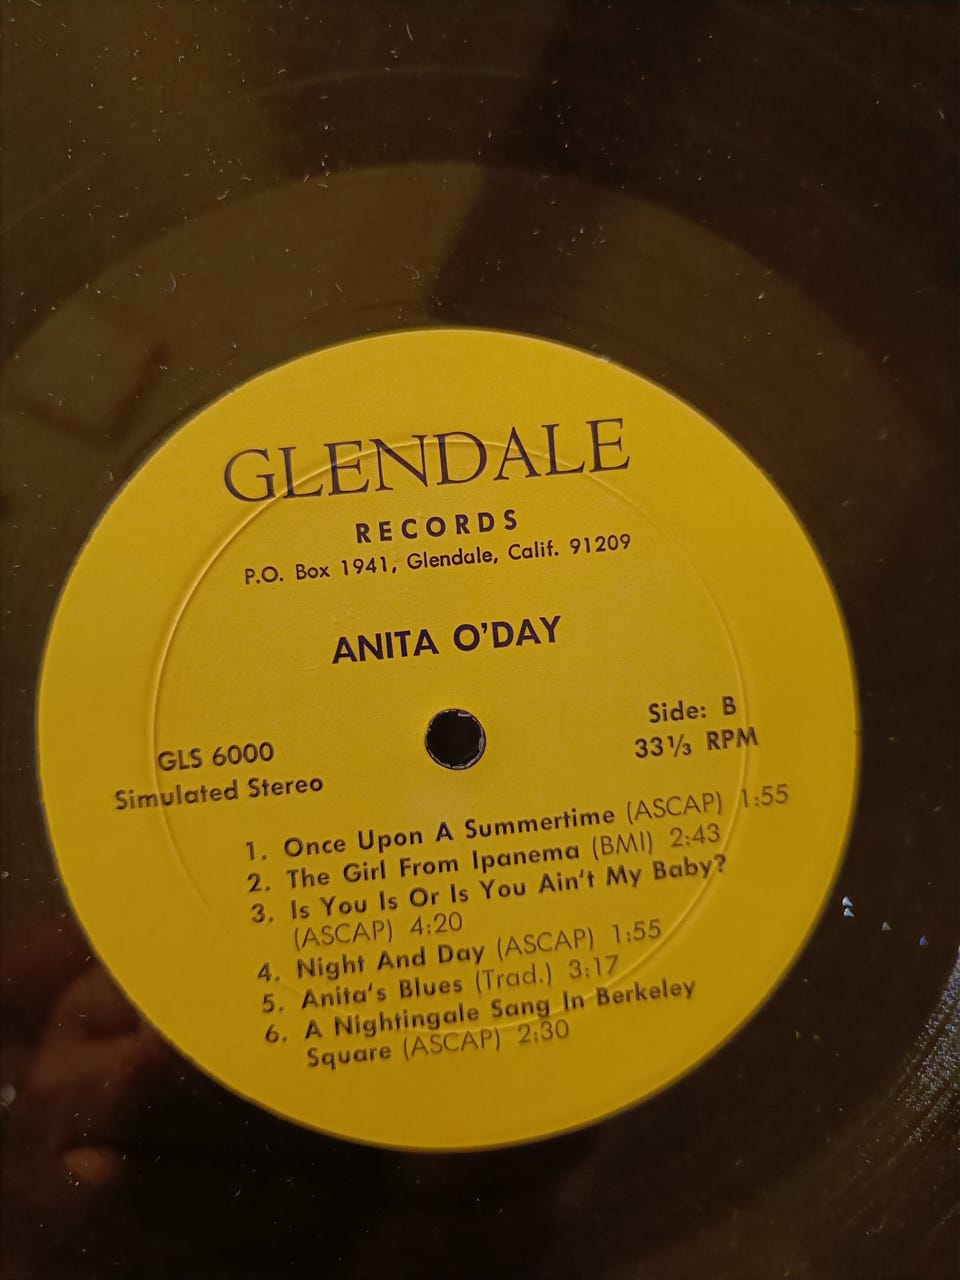 GLENDALE
RECORDS
P.O. Box 1941, Glendale, Calif. 91209
ANITA O'DAY
GLS 6000
Simulated Stereo
Side: B
33⅓ RPM
1. Once Upon A Summertime (ASCAP) 1:55
2. The Girl From Ipanema (BMI) 2:43
3. Is You Is Or Is You Ain't My Baby?
(ASCAP) 4:20
4. Night And Day (ASCAP) 1:55
5. Anita's Blues (Trad.) 3:17
6. A Nightingale Sang In Berkeley
Square (ASCAP) 2:30